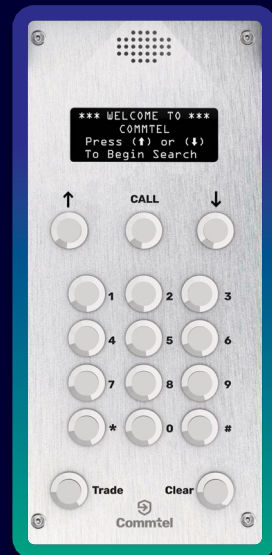 *** WELCOME TO ***
COMMTEL
Press (⬆) or (⬇)
To Begin Search
↑ CALL ↓
1 2 3
4 5 6
7 8 9
* 0 #
Trade Clear
Commtel